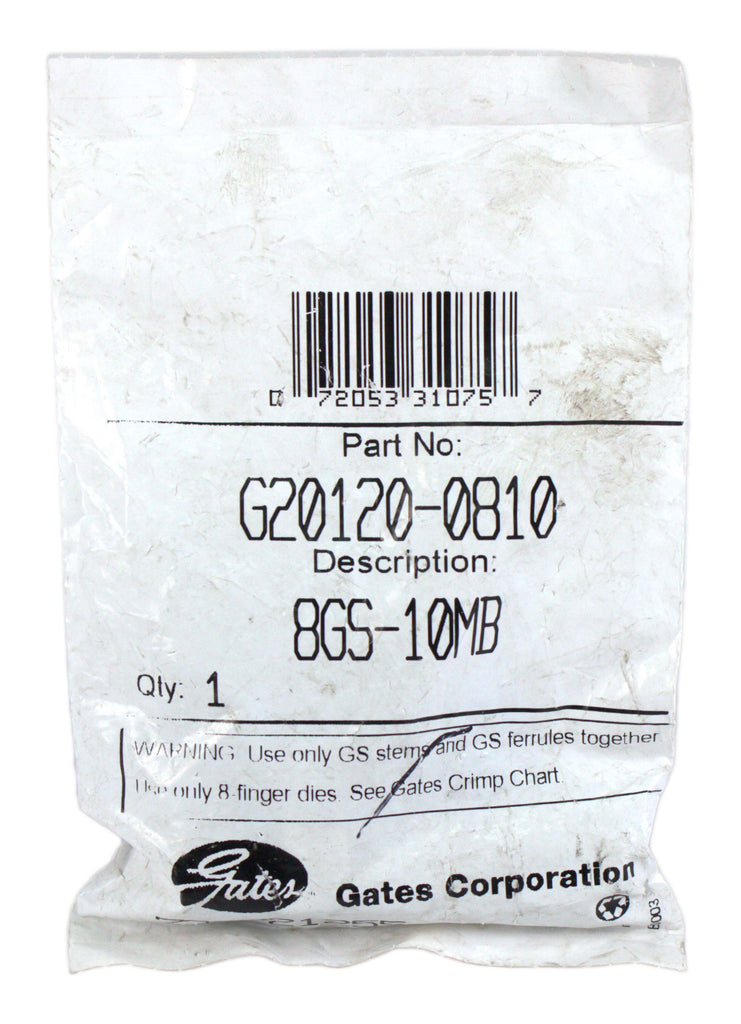 0 72053 31075 7
Part No:
G20120-0810
Description:
8GS-10MB
Qty: 1
WARNING Use only GS stems and GS ferrules together
Use only 8-finger dies. See Gates Crimp Chart.
Gates
Gates Corporation